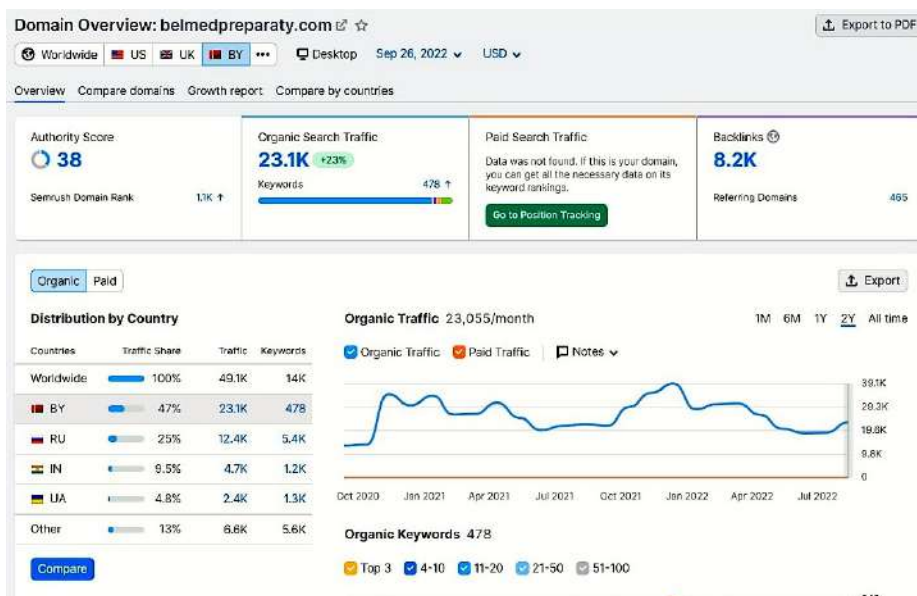 Domain Overview: belmedpreparaty.com
Export to PDF
Worldwide US UK BY ••• Desktop Sep 26, 2022 USD
Overview Compare domains Growth report Compare by countries
Authority Score
38
Semrush Domain Rank 1.1K ↑
Organic Search Traffic
23.1K +23%
Keywords 478 ↑
Paid Search Traffic
Data was not found. If this is your domain,
you can get all the necessary data on its
keyword rankings.
Go to Position Tracking
Backlinks
8.2K
Referring Domains 465
Organic Paid
Export
Distribution by Country
Countries Traffic Share Traffic Keywords
Worldwide 100% 49.1K 14K
BY 47% 23.1K 478
RU 25% 12.4K 5.4K
IN 9.5% 4.7K 1.2K
UA 4.8% 2.4K 1.3K
Other 13% 6.6K 5.6K
Compare
Organic Traffic 23,055/month
1M 6M 1Y 2Y All time
Organic Traffic Paid Traffic Notes
39.1K
29.3K
19.6K
9.8K
0
Oct 2020 Jan 2021 Apr 2021 Jul 2021 Oct 2021 Jan 2022 Apr 2022 Jul 2022
Organic Keywords 478
Top 3 4-10 11-20 21-50 51-100